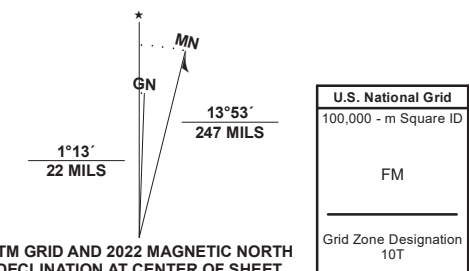 ★
MN
GN
13°53´
247 MILS
1°13´
22 MILS
TM GRID AND 2022 MAGNETIC NORTH
DECLINATION AT CENTER OF SHEET
U.S. National Grid
100,000 - m Square ID
FM
Grid Zone Designation
10T